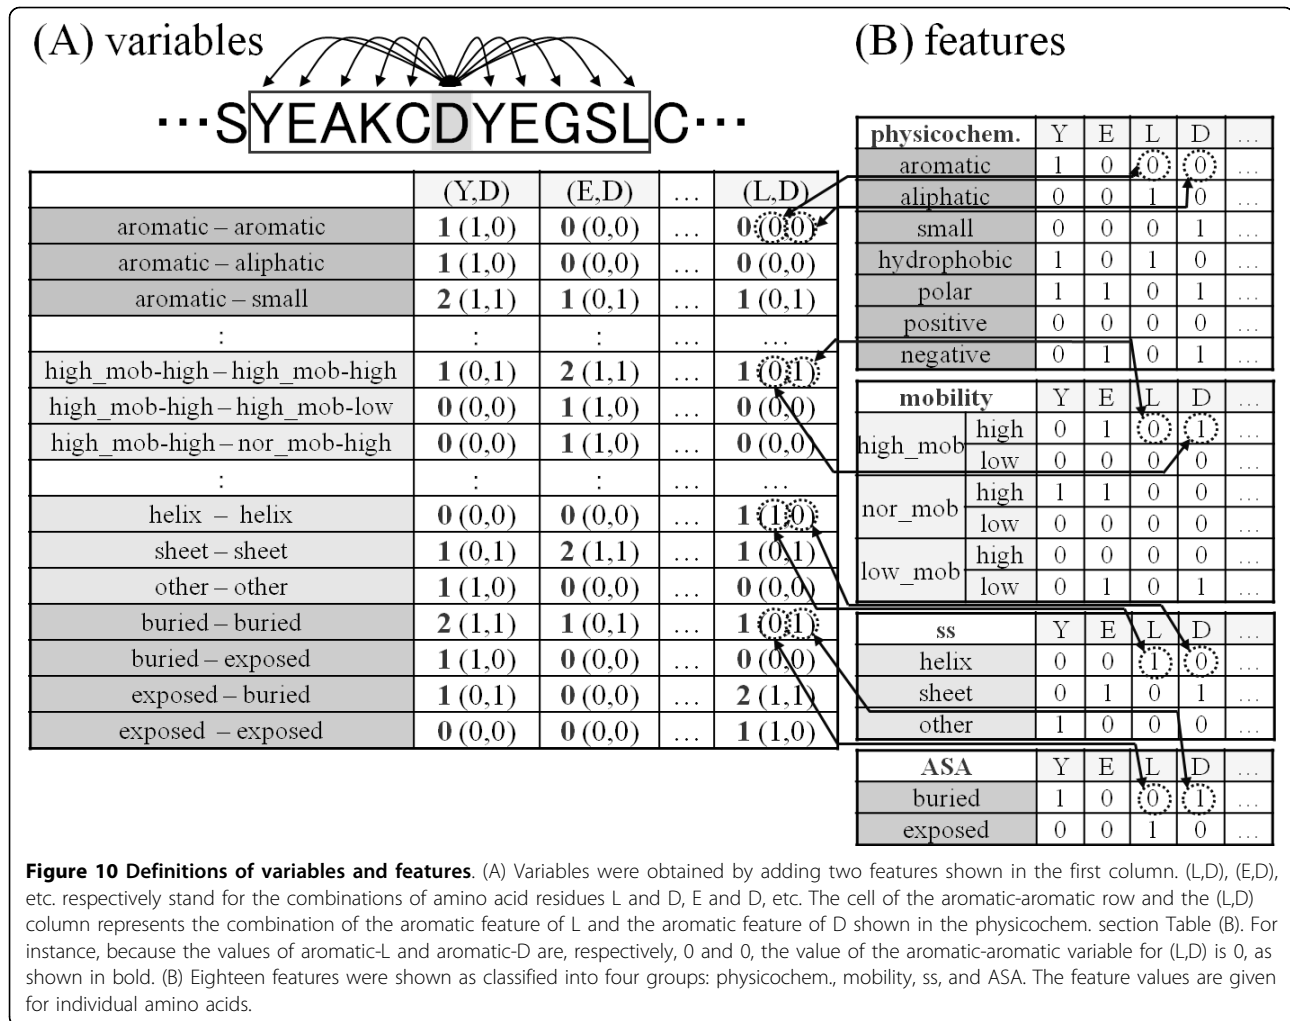 (A) variables
···SYEAKCDYEGSLC···
(Y,D) (E,D) ... (L,D)
aromatic – aromatic 1 (1,0) 0 (0,0) ... 0 (0,0)
aromatic – aliphatic 1 (1,0) 0 (0,0) ... 0 (0,0)
aromatic – small 2 (1,1) 1 (0,1) ... 1 (0,1)
: : : ... ...
high_mob-high – high_mob-high 1 (0,1) 2 (1,1) ... 1 (0,1)
high_mob-high – high_mob-low 0 (0,0) 1 (1,0) ... 0 (0,0)
high_mob-high – nor_mob-high 0 (0,0) 1 (1,0) ... 0 (0,0)
: : : ... ...
helix – helix 0 (0,0) 0 (0,0) ... 1 (1,0)
sheet – sheet 1 (0,1) 2 (1,1) ... 1 (0,1)
other – other 1 (1,0) 0 (0,0) ... 0 (0,0)
buried – buried 2 (1,1) 1 (0,1) ... 1 (0,1)
buried – exposed 1 (1,0) 0 (0,0) ... 0 (0,0)
exposed – buried 1 (0,1) 0 (0,0) ... 2 (1,1)
exposed – exposed 0 (0,0) 0 (0,0) ... 1 (1,0)
(B) features
physicochem. Y E L D ...
aromatic 1 0 0 0 ...
aliphatic 0 0 1 0 ...
small 0 0 0 1 ...
hydrophobic 1 0 1 0 ...
polar 1 1 0 1 ...
positive 0 0 0 0 ...
negative 0 1 0 1 ...
mobility Y E L D ...
high_mob high 0 1 0 1 ...
low 0 0 0 0 ...
nor_mob high 1 1 0 0 ...
low 0 0 0 0 ...
low_mob high 0 0 0 0 ...
low 0 1 0 1 ...
ss Y E L D ...
helix 0 0 1 0 ...
sheet 0 1 0 1 ...
other 1 0 0 0 ...
ASA Y E L D ...
buried 1 0 0 1 ...
exposed 0 0 1 0 ...
Figure 10 Definitions of variables and features. (A) Variables were obtained by adding two features shown in the first column. (L,D), (E,D),
etc. respectively stand for the combinations of amino acid residues L and D, E and D, etc. The cell of the aromatic-aromatic row and the (L,D)
column represents the combination of the aromatic feature of L and the aromatic feature of D shown in the physicochem. section Table (B). For
instance, because the values of aromatic-L and aromatic-D are, respectively, 0 and 0, the value of the aromatic-aromatic variable for (L,D) is 0, as
shown in bold. (B) Eighteen features were shown as classified into four groups: physicochem., mobility, ss, and ASA. The feature values are given
for individual amino acids.